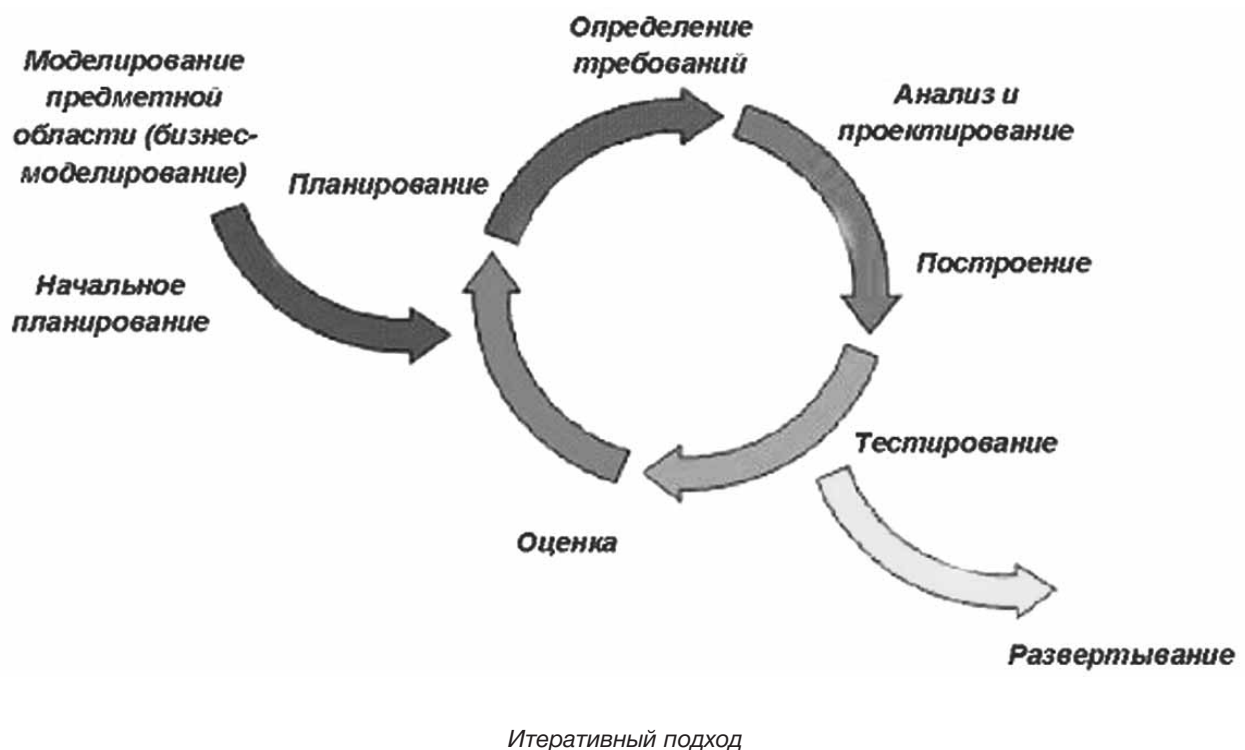 Моделирование
предметной
области (бизнес-
моделирование)
Начальное
планирование
Планирование
Определение
требований
Анализ и
проектирование
Построение
Тестирование
Оценка
Развертывание
Итеративный подход